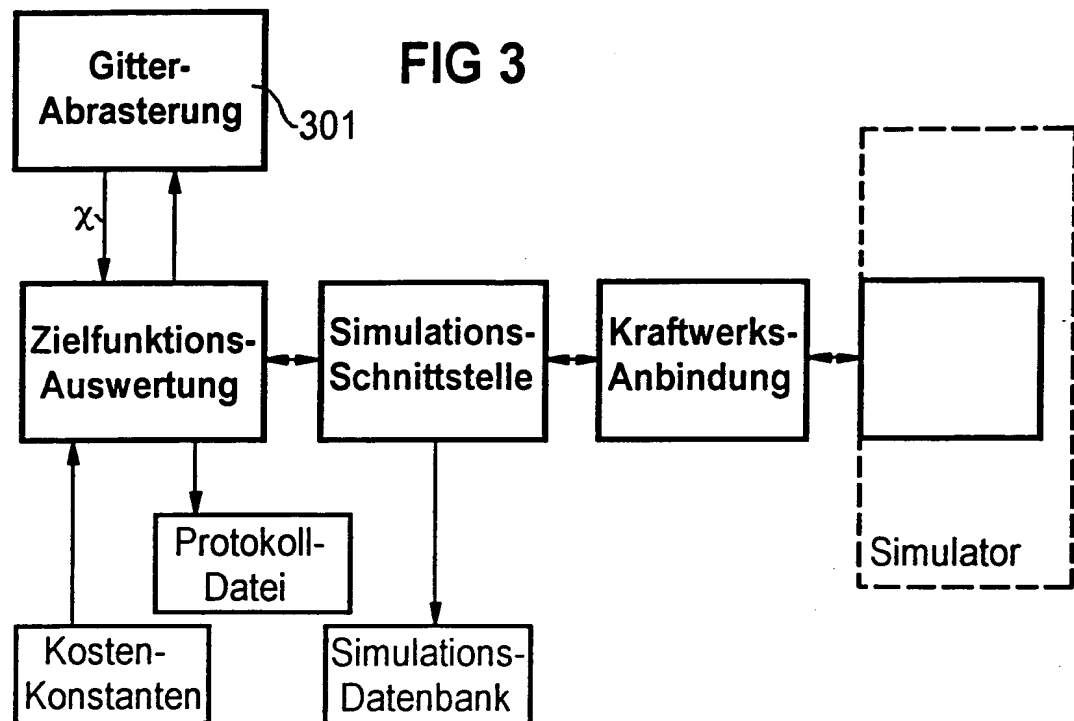 FIG 3
Gitter-
Abrasterung
301
χ
Zielfunktions-
Auswertung
Simulations-
Schnittstelle
Kraftwerks-
Anbindung
Simulator
Protokoll-
Datei
Kosten-
Konstanten
Simulations-
Datenbank